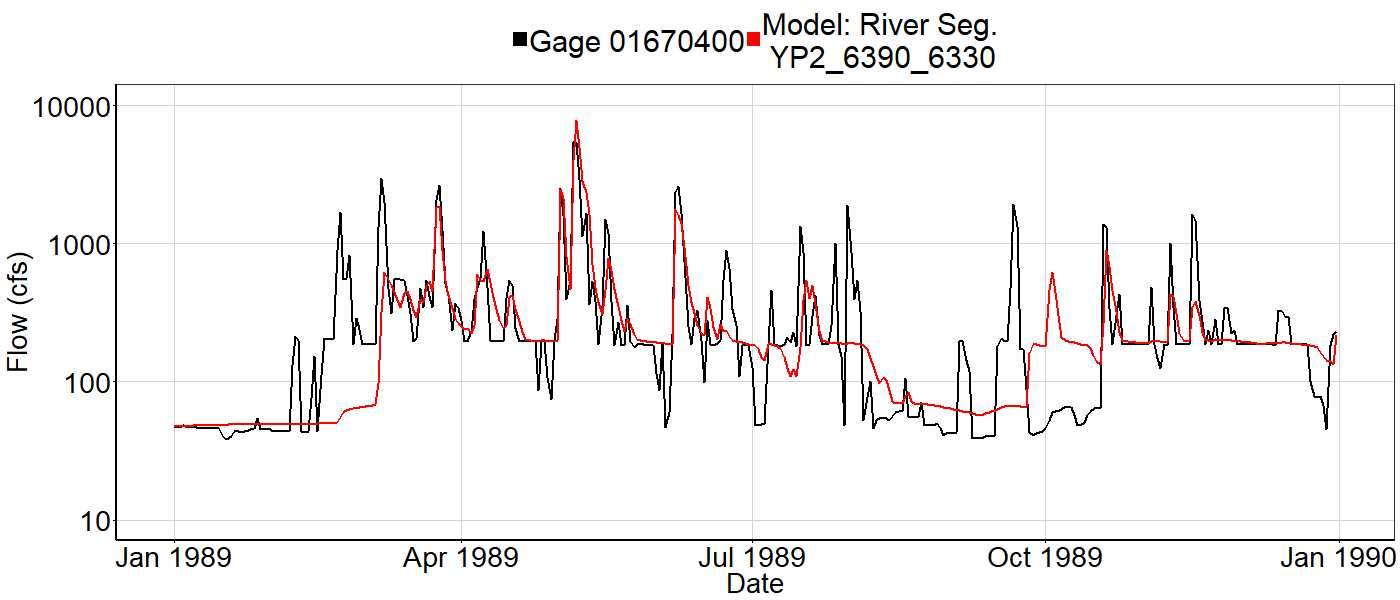 Gage 01670400
Model: River Seg.
YP2_6390_6330
10000
1000
100
10
Flow (cfs)
Jan 1989
Apr 1989
Jul 1989
Oct 1989
Jan 1990
Date